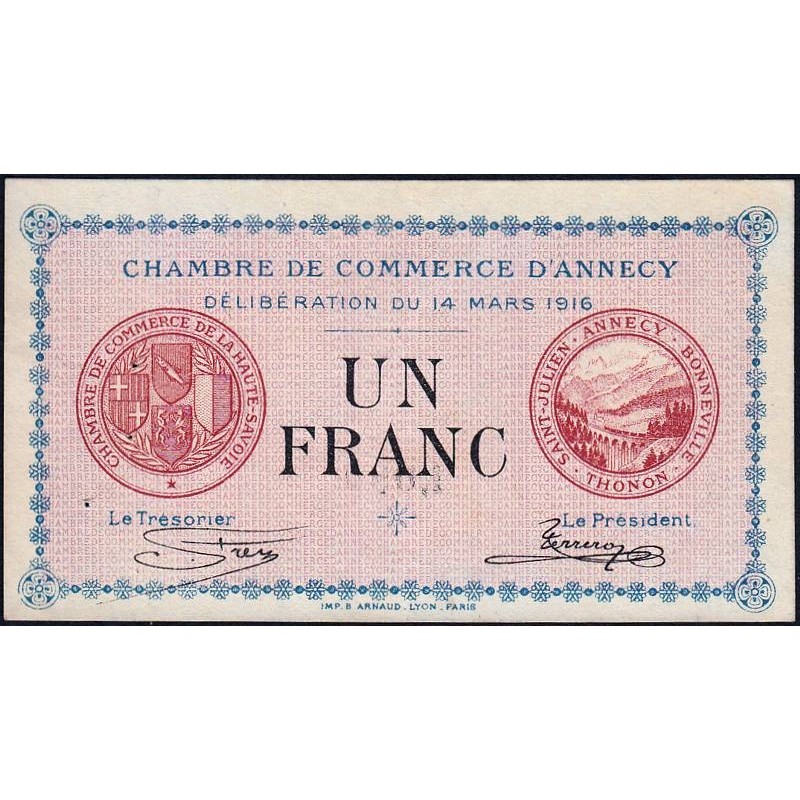 CHAMBRE DE COMMERCE D'ANNECY
DÉLIBÉRATION DU 14 MARS 1916
CHAMBRE DE COMMERCE DE LA HAUTE-SAVOIE
UN
FRANC
SAINT-JULIEN · ANNECY · BONNEVILLE · THONON ·
Le Trésorier
Le Président
IMP. B ARNAUD. LYON. PARIS